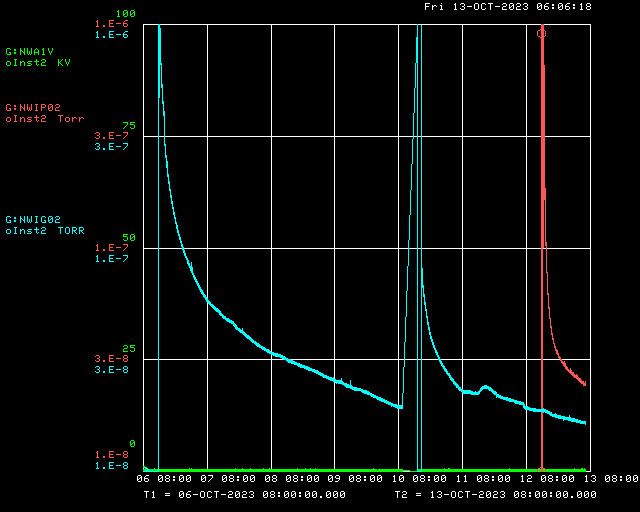 Fri 13-OCT-2023 06:06:18
100
1.E-6
1.E-6
G:NWA1V
oInst2 KV
G:NWIP02
oInst2 Torr
75
3.E-7
3.E-7
G:NWIG02
oInst2 TORR
50
1.E-7
1.E-7
25
3.E-8
3.E-8
0
1.E-8
1.E-8
06 08:00 07 08:00 08 08:00 09 08:00 10 08:00 11 08:00 12 08:00 13 08:00
T1 = 06-OCT-2023 08:00:00.000 T2 = 13-OCT-2023 08:00:00.000